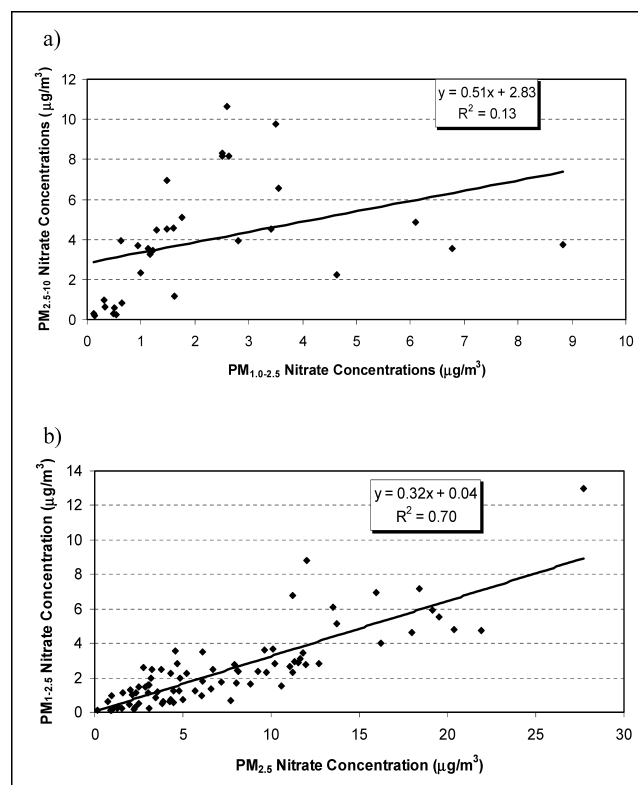 a)
12
10
8
6
4
2
0
PM2.5-10 Nitrate Concentrations (μg/m³)
y = 0.51x + 2.83
R² = 0.13
0 1 2 3 4 5 6 7 8 9 10
PM1.0-2.5 Nitrate Concentrations (μg/m³)
b)
14
12
10
8
6
4
2
0
PM1-2.5 Nitrate Concentration (μg/m³)
y = 0.32x + 0.04
R² = 0.70
0 5 10 15 20 25 30
PM2.5 Nitrate Concentration (μg/m³)